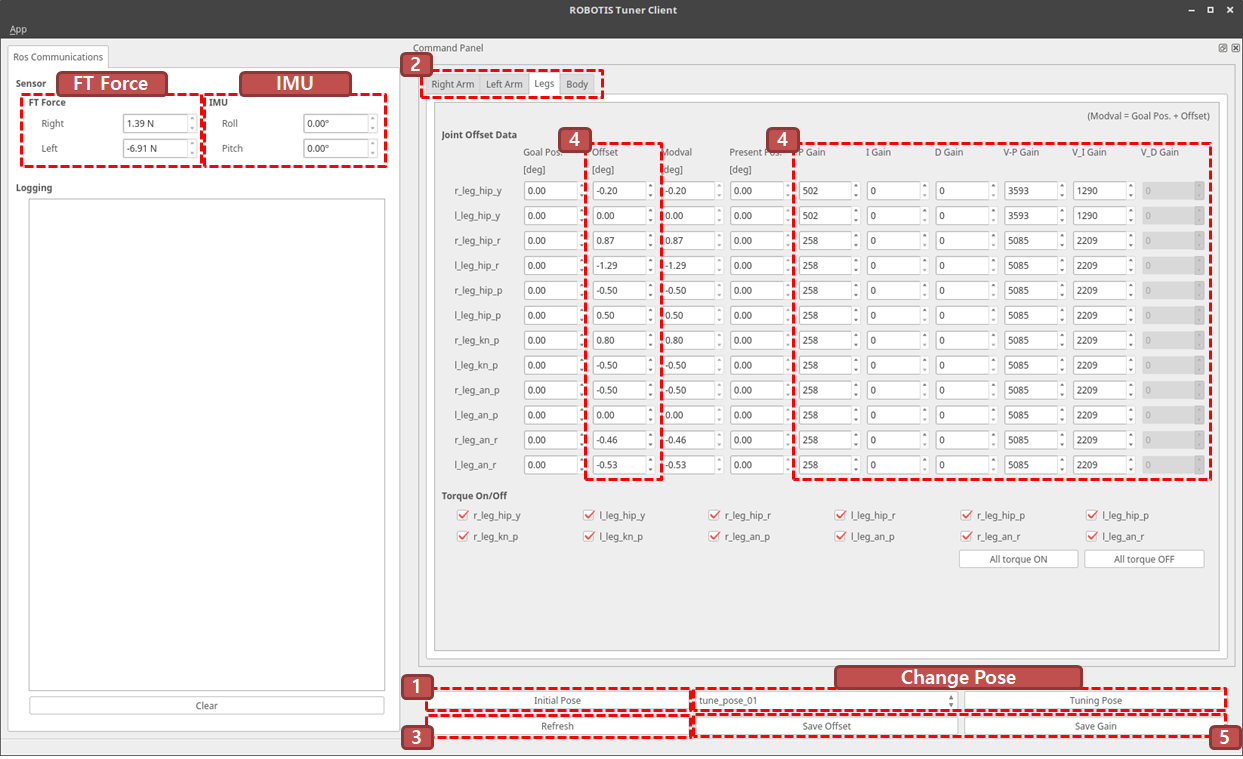 ROBOTIS Tuner Client
App
Ros Communications
Sensor
FT Force
IMU
FT Force
IMU
Right 1.39 N
Roll 0.00°
Left -6.91 N
Pitch 0.00°
Logging
Clear
Command Panel
2
Right Arm Left Arm Legs Body
(Modval = Goal Pos. + Offset)
Joint Offset Data
4
4
Goal Pos. Offset Modval Present Pos. P Gain I Gain D Gain V-P Gain V_I Gain V_D Gain
[deg] [deg] [deg] [deg]
r_leg_hip_y 0.00 -0.20 -0.20 0.00 502 0 0 3593 1290 0
l_leg_hip_y 0.00 0.00 0.00 0.00 502 0 0 3593 1290 0
r_leg_hip_r 0.00 0.87 0.87 0.00 258 0 0 5085 2209 0
l_leg_hip_r 0.00 -1.29 -1.29 0.00 258 0 0 5085 2209 0
r_leg_hip_p 0.00 -0.50 -0.50 0.00 258 0 0 5085 2209 0
l_leg_hip_p 0.00 0.50 0.50 0.00 258 0 0 5085 2209 0
r_leg_kn_p 0.00 0.80 0.80 0.00 258 0 0 5085 2209 0
l_leg_kn_p 0.00 -0.50 -0.50 0.00 258 0 0 5085 2209 0
r_leg_an_p 0.00 -0.50 -0.50 0.00 258 0 0 5085 2209 0
l_leg_an_p 0.00 0.00 0.00 0.00 258 0 0 5085 2209 0
r_leg_an_r 0.00 -0.46 -0.46 0.00 258 0 0 5085 2209 0
l_leg_an_r 0.00 -0.53 -0.53 0.00 258 0 0 5085 2209 0
Torque On/Off
r_leg_hip_y l_leg_hip_y r_leg_hip_r l_leg_hip_r r_leg_hip_p l_leg_hip_p
r_leg_kn_p l_leg_kn_p r_leg_an_p l_leg_an_p r_leg_an_r l_leg_an_r
All torque ON All torque OFF
Change Pose
1
Initial Pose tune_pose_01 Tuning Pose
3
Refresh Save Offset Save Gain
5